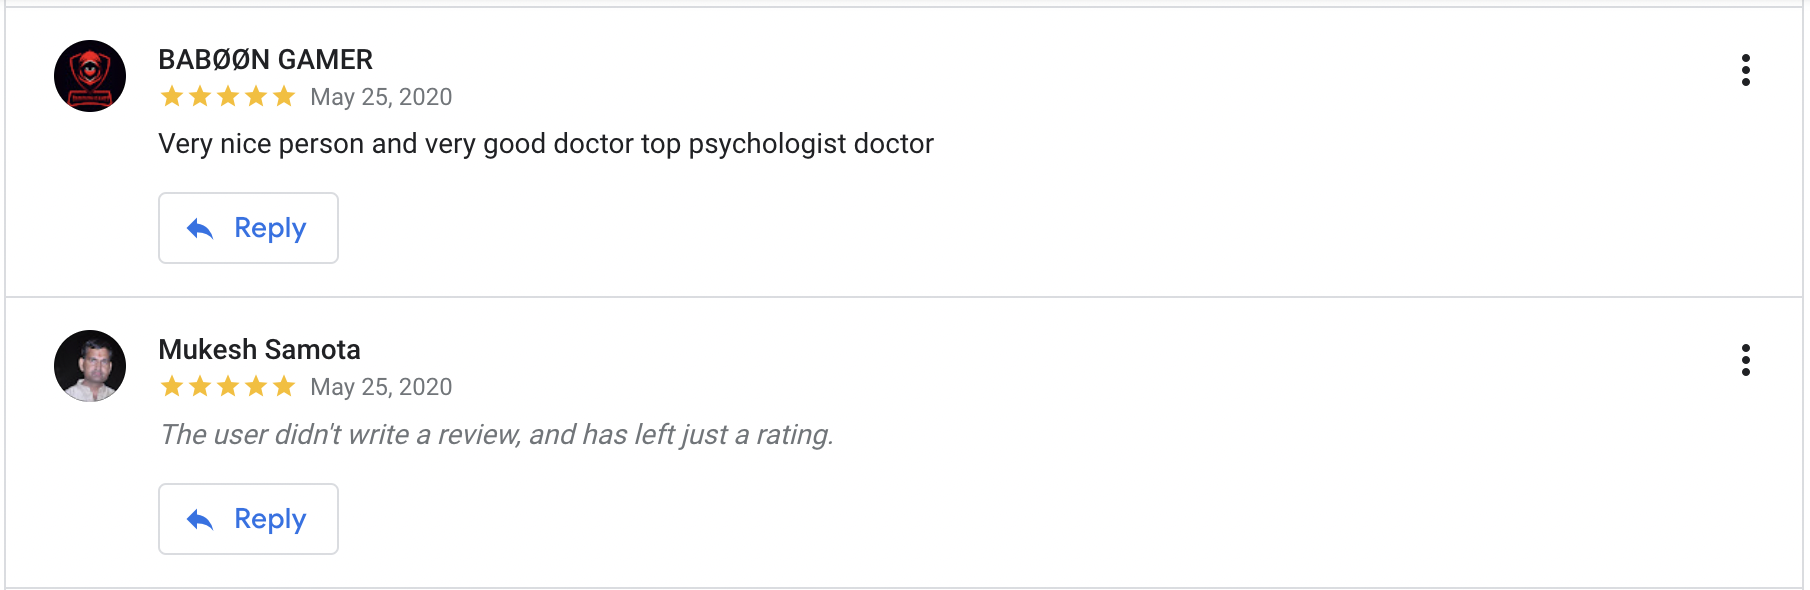 BABØØN GAMER
May 25, 2020
Very nice person and very good doctor top psychologist doctor
Reply
Mukesh Samota
May 25, 2020
The user didn't write a review, and has left just a rating.
Reply